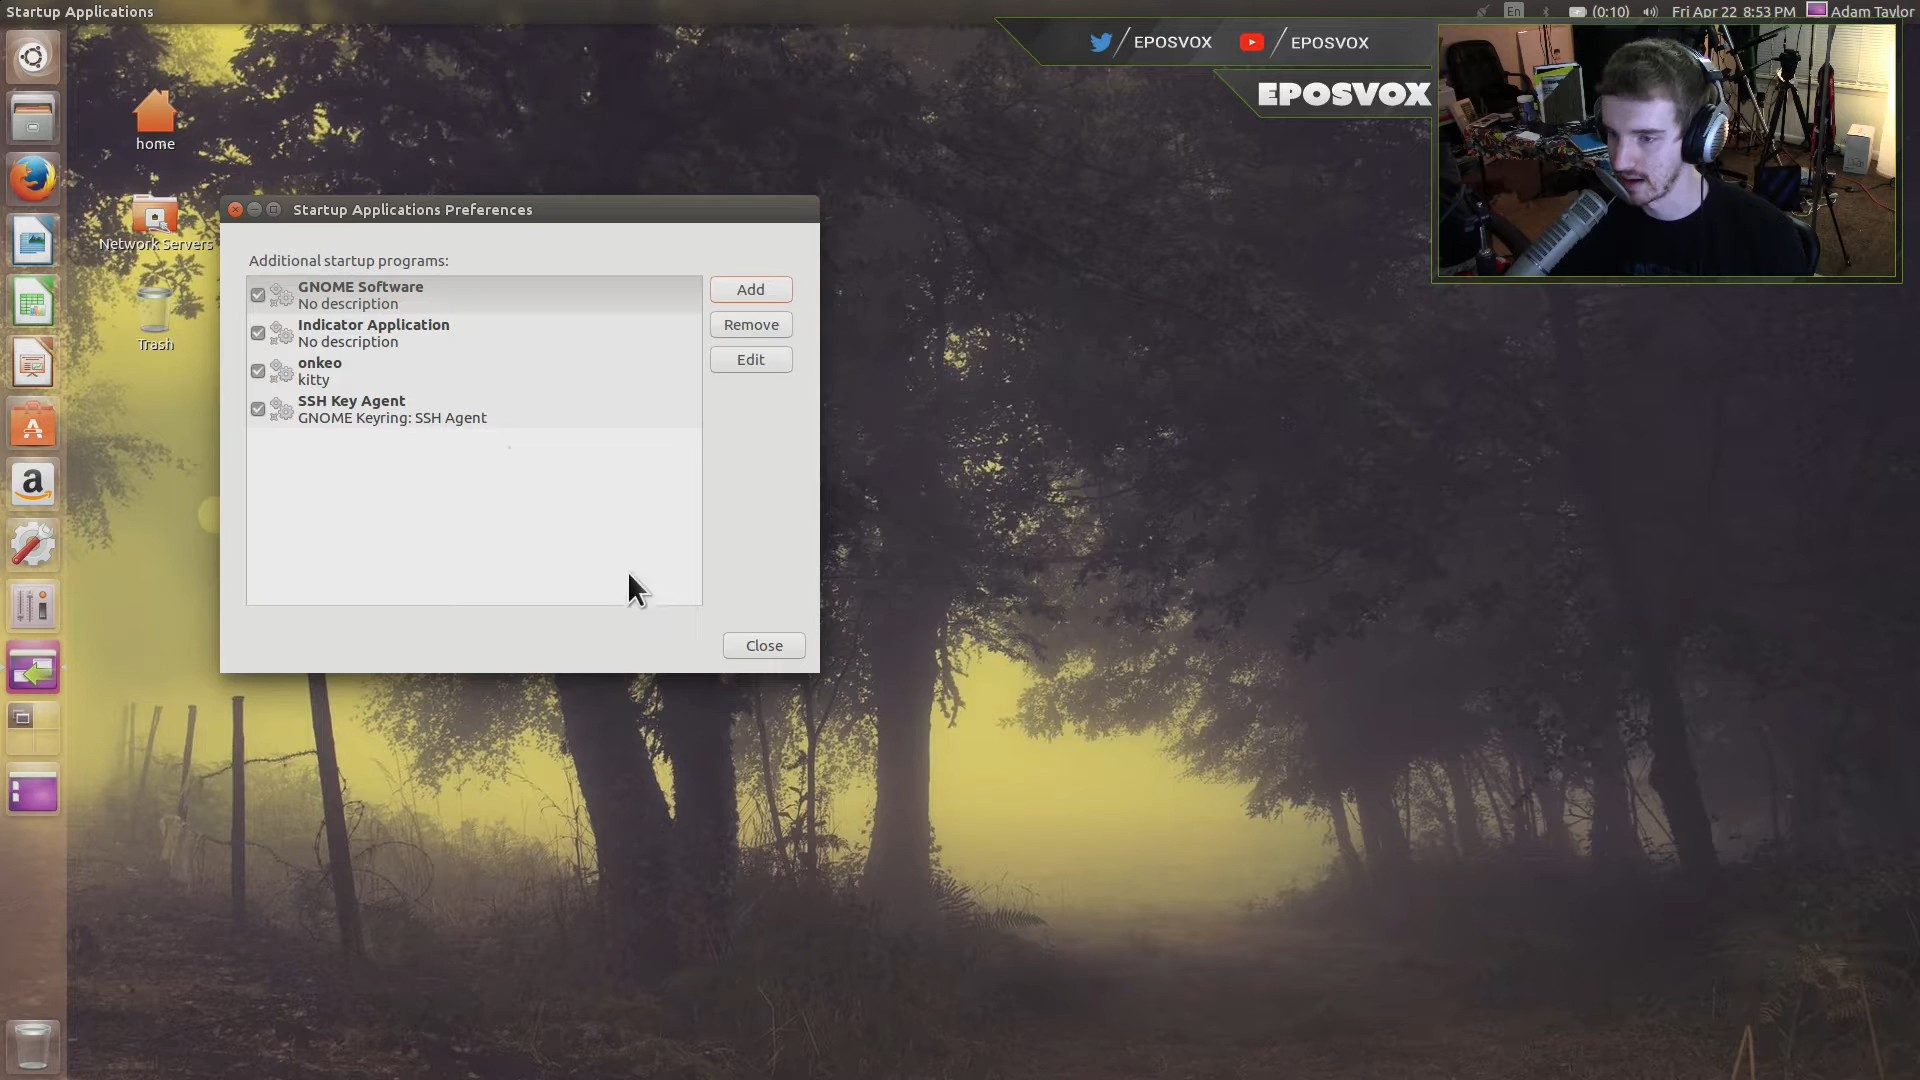 Startup Applications
En
(0:10)
Fri Apr 22 8:53 PM
Adam Taylor
EPOSVOX
EPOSVOX
EPOSVOX
home
Network Servers
Trash
Startup Applications Preferences
Additional startup programs:
GNOME Software
No description
Indicator Application
No description
onkeo
kitty
SSH Key Agent
GNOME Keyring: SSH Agent
Add
Remove
Edit
Close